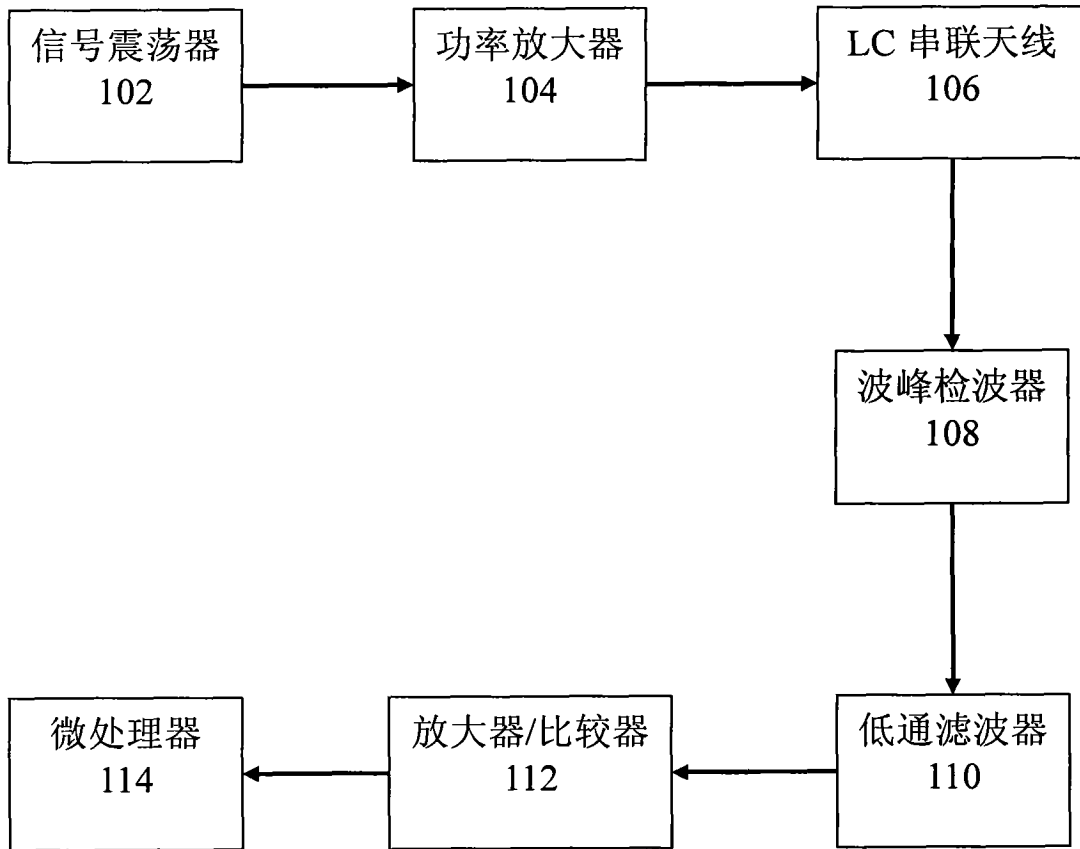 信号震荡器
102
功率放大器
104
LC 串联天线
106
波峰检波器
108
低通滤波器
110
放大器/比较器
112
微处理器
114